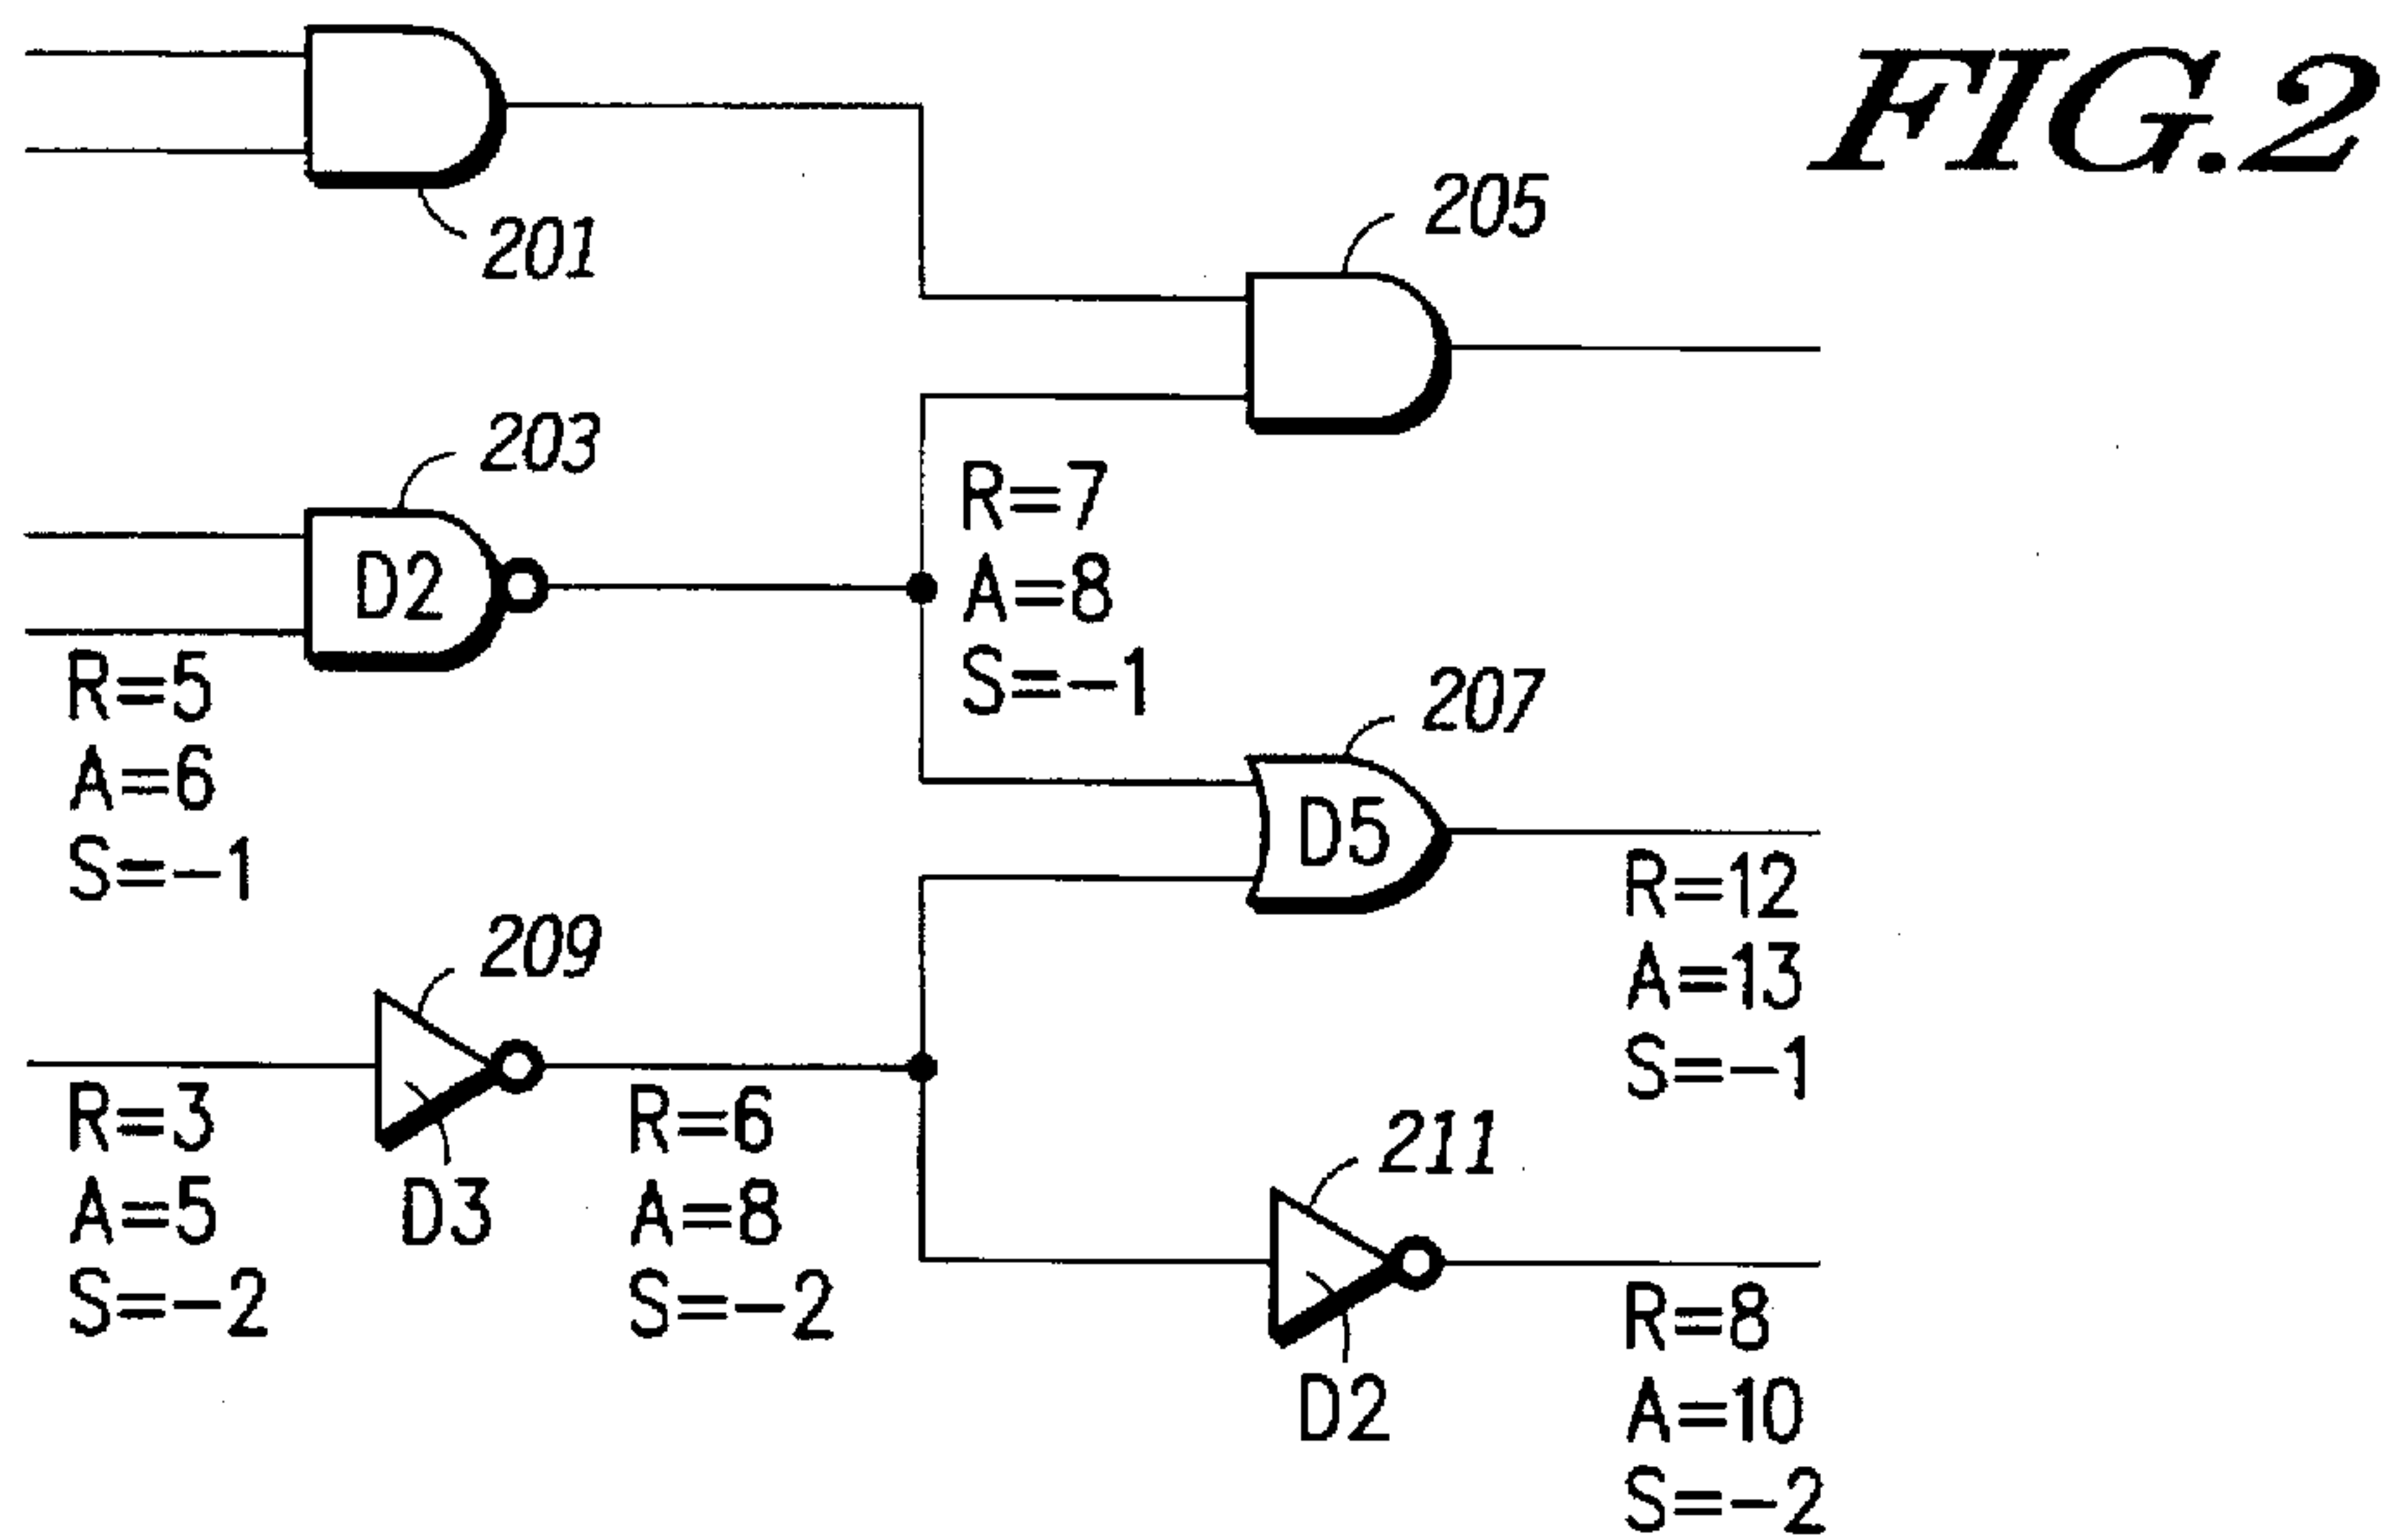 FIG.2
201
205
203
D2
R=7
A=8
S=-1
R=5
A=6
S=-1
207
D5
R=12
A=13
S=-1
209
R=3
A=5
S=-2
D3
R=6
A=8
S=-2
211
D2
R=8
A=10
S=-2